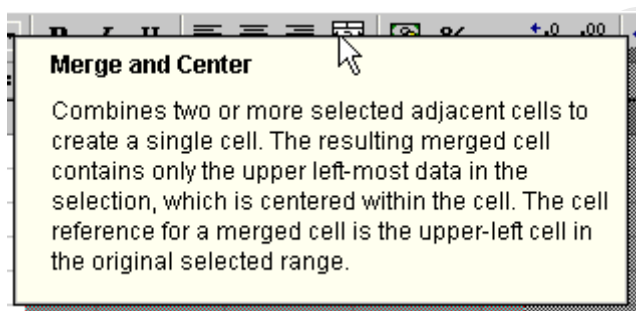 Merge and Center
Combines two or more selected adjacent cells to
create a single cell. The resulting merged cell
contains only the upper left-most data in the
selection, which is centered within the cell. The cell
reference for a merged cell is the upper-left cell in
the original selected range.